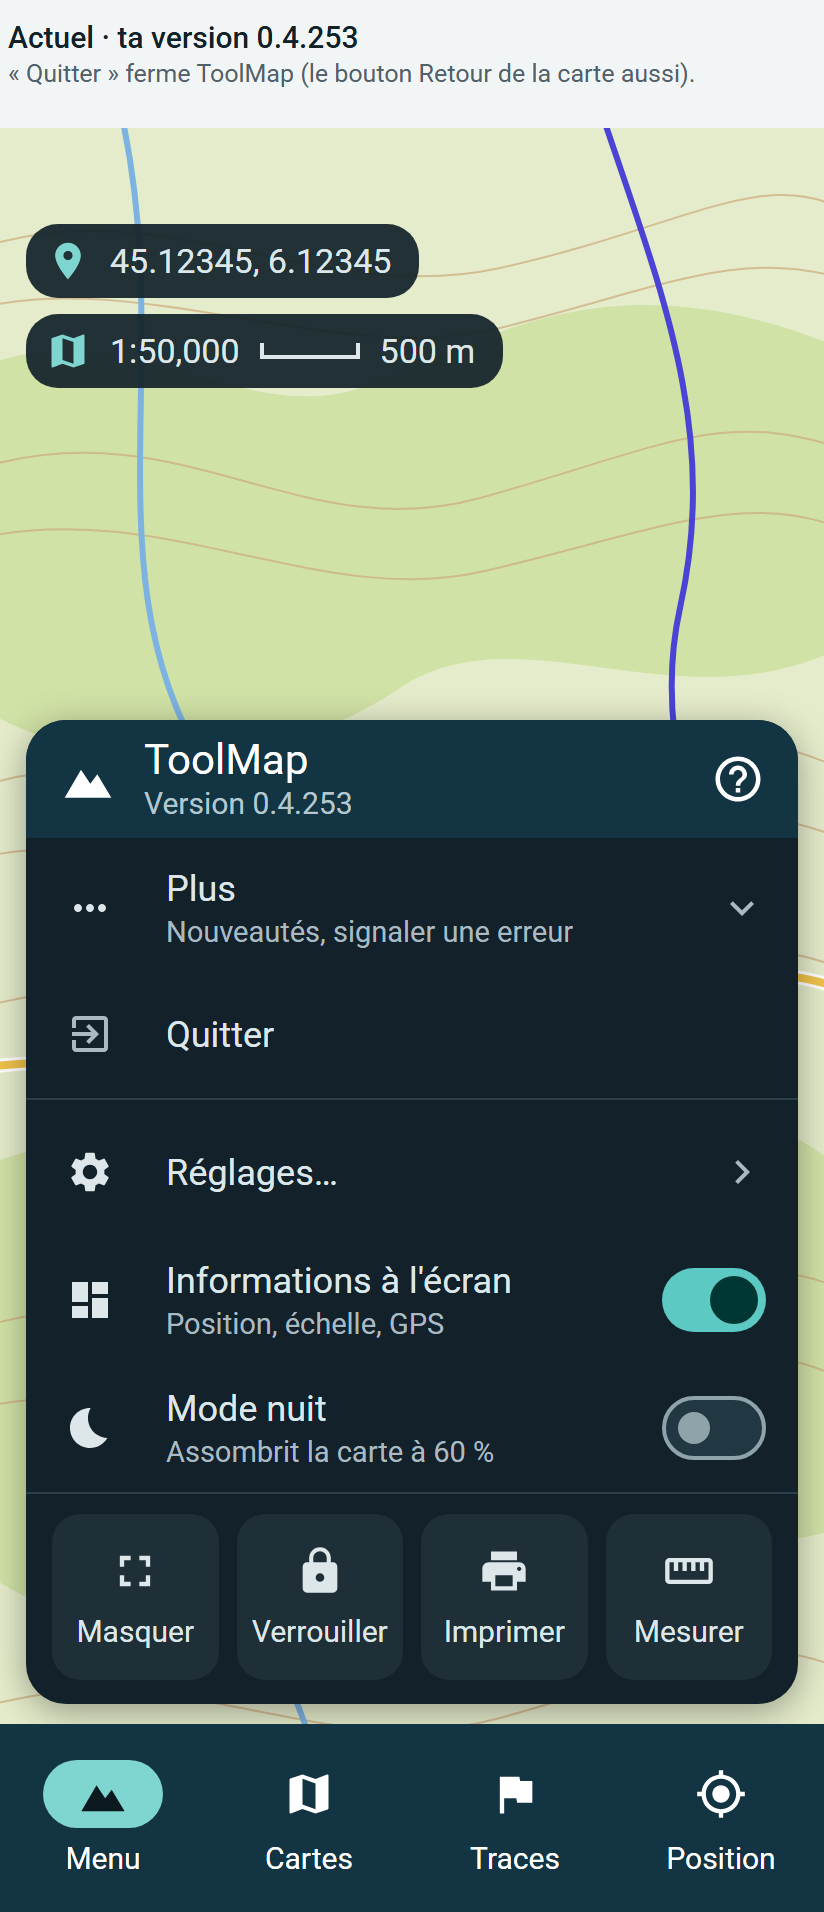 Actuel · ta version 0.4.253
« Quitter » ferme ToolMap (le bouton Retour de la carte aussi).
45.12345, 6.12345
1:50,000 500 m
ToolMap
Version 0.4.253
Plus
Nouveautés, signaler une erreur
Quitter
Réglages...
Informations à l'écran
Position, échelle, GPS
Mode nuit
Assombrit la carte à 60 %
Masquer Verrouiller Imprimer Mesurer
Menu Cartes Traces Position